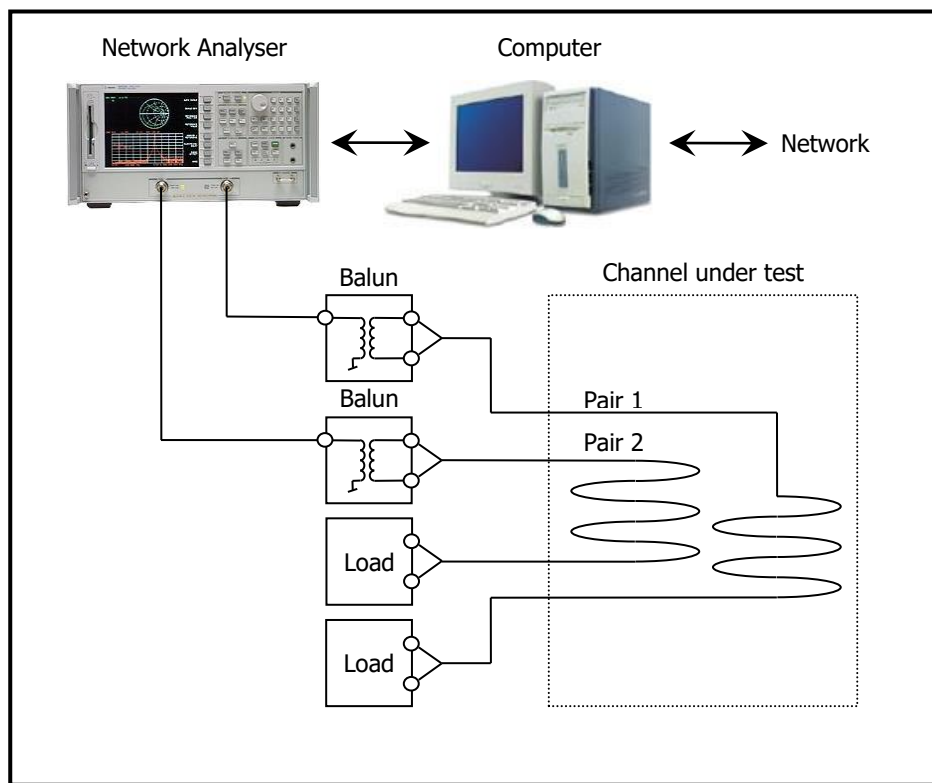 Network Analyser
Computer
Network
Channel under test
Balun
Balun
Pair 1
Pair 2
Load
Load